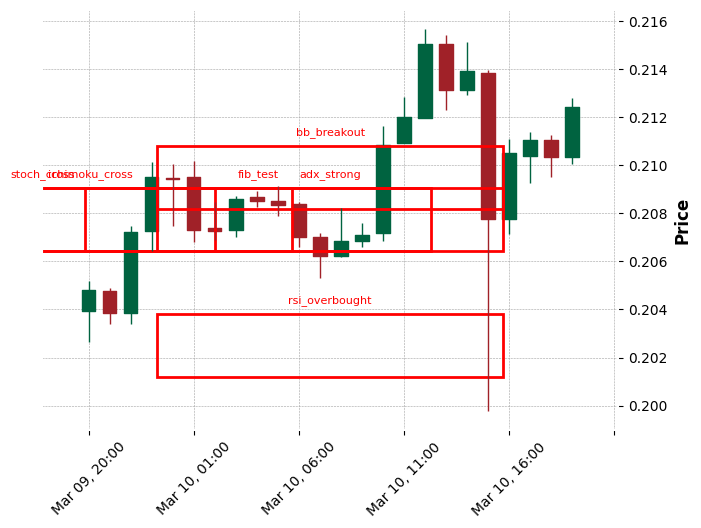 0.216
0.214
0.212
bb_breakout
0.210
stoch_cross
ichimoku_cross
fib_test
adx_strong
0.208
Price
0.206
rsi_overbought
0.204
0.202
0.200
Mar 09, 20:00
Mar 10, 01:00
Mar 10, 06:00
Mar 10, 11:00
Mar 10, 16:00